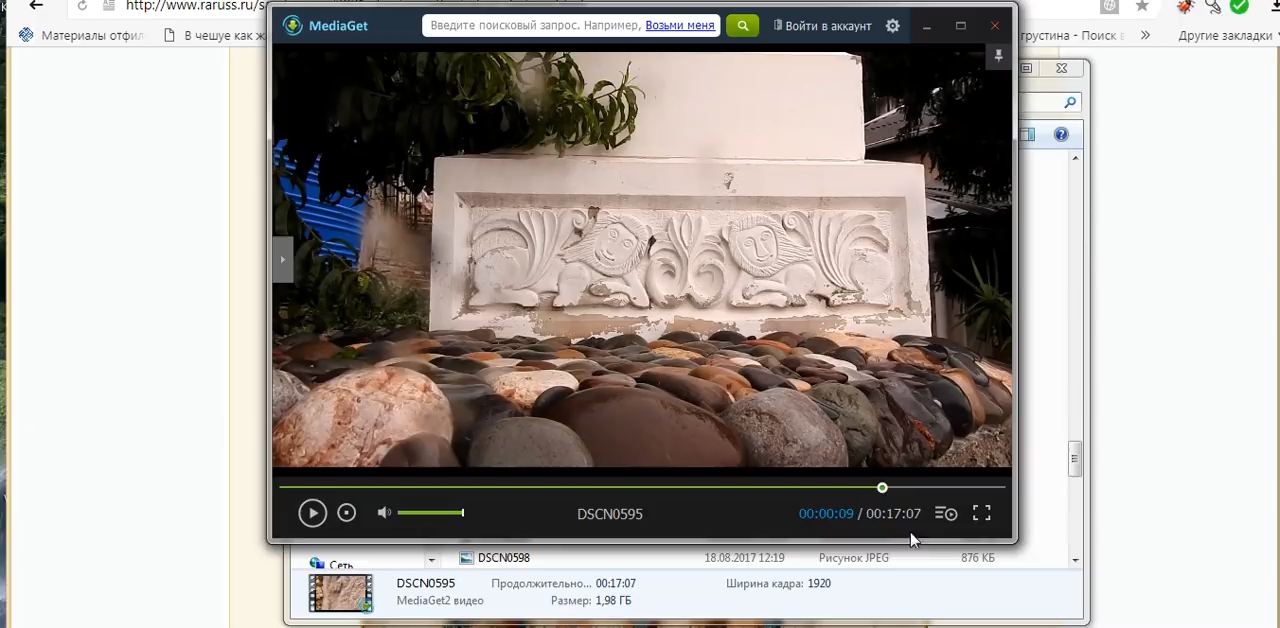 http://www.raruss.ru/s
Материалы отфил
В чешуе как ж
грустина - Поиск в
Другие закладки
MediaGet
Введите поисковый запрос. Например, Возьми меня
Войти в аккаунт
00:00:09 / 00:17:07
DSCN0595
Сеть
DSCN0598
18.08.2017 12:19
Рисунок JPEG
876 КБ
DSCN0595
Продолжительно... 00:17:07
Ширина кадра: 1920
MediaGet2 видео
Размер: 1,98 ГБ